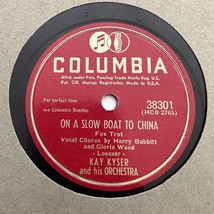 COLUMBIA
Mfrd. under Pats. Pending Trade Marks Reg. U.S.
Pat. Off. Marcas Registradas. Made in U.S.A.
For perfect tone
use Columbia Needles
38301
(HCO 2765)
ON A SLOW BOAT TO CHINA
Fox Trot
Vocal Chorus by Harry Babbitt
and Gloria Wood
- Loesser -
KAY KYSER
and his ORCHESTRA